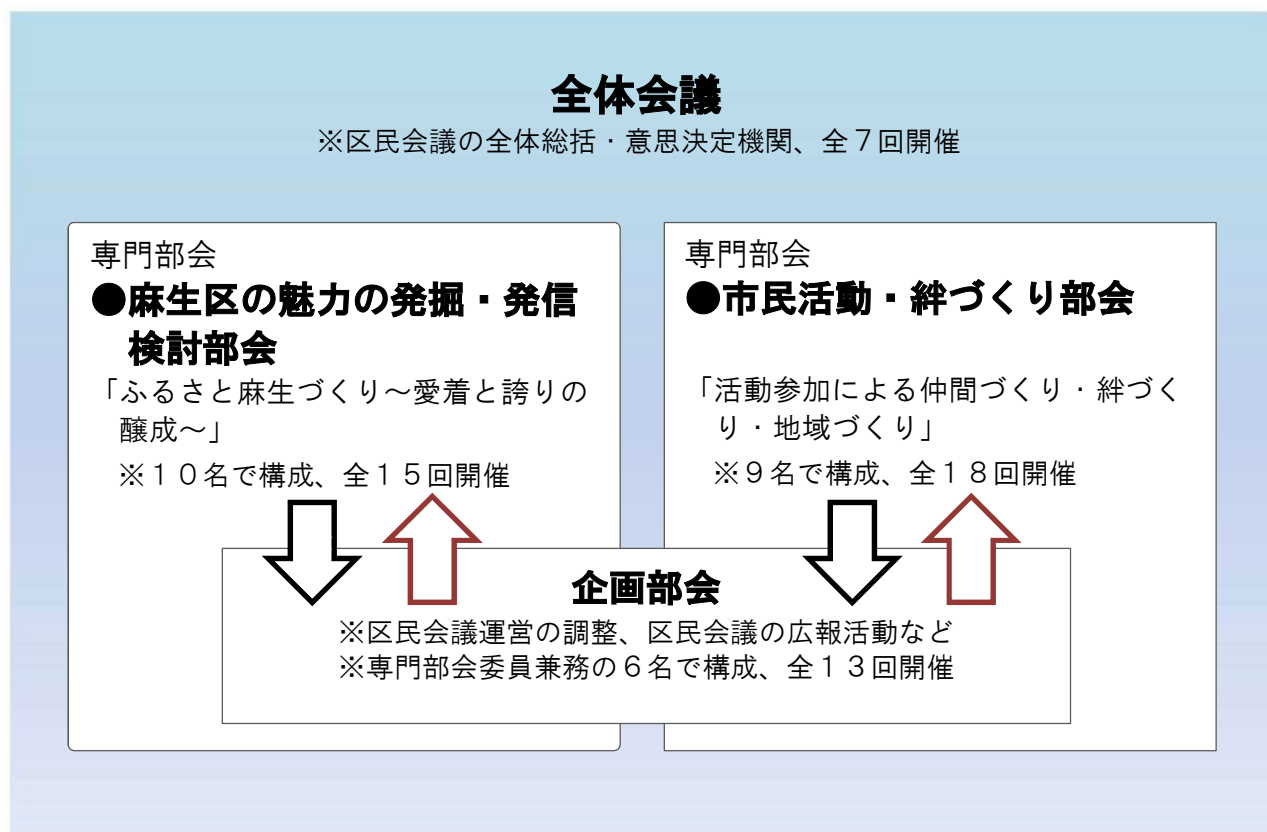 全体会議
※区民会議の全体総括・意思決定機関、全７回開催
専門部会
●麻生区の魅力の発掘・発信
検討部会
「ふるさと麻生づくり～愛着と誇りの
醸成～」
※１０名で構成、全１５回開催
専門部会
●市民活動・絆づくり部会
「活動参加による仲間づくり・絆づく
り・地域づくり」
※９名で構成、全１８回開催
企画部会
※区民会議運営の調整、区民会議の広報活動など
※専門部会委員兼務の６名で構成、全１３回開催